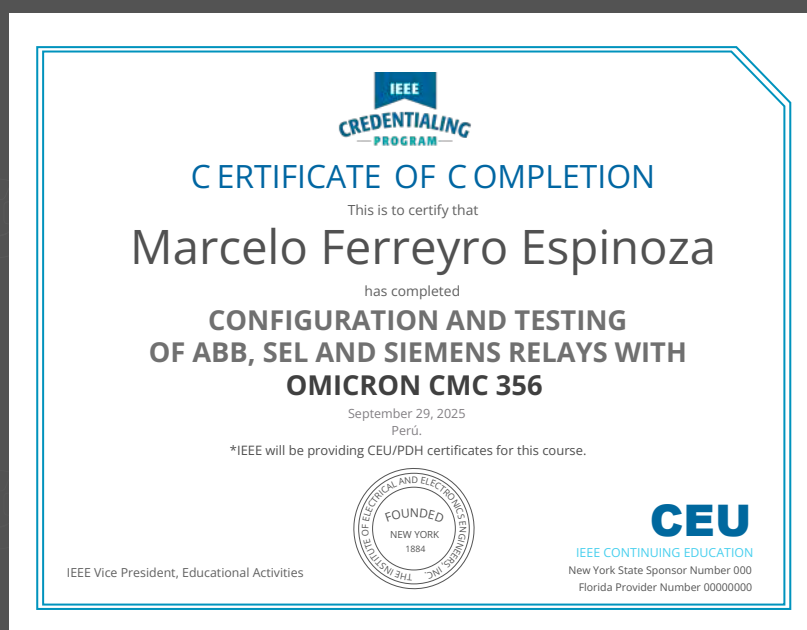 IEEE
CREDENTIALING
PROGRAM
CERTIFICATE OF COMPLETION
This is to certify that
Marcelo Ferreyro Espinoza
has completed
CONFIGURATION AND TESTING
OF ABB, SEL AND SIEMENS RELAYS WITH
OMICRON CMC 356
September 29, 2025
Perú.
*IEEE will be providing CEU/PDH certificates for this course.
THE INSTITUTE OF ELECTRICAL AND ELECTRONICS ENGINEERS, INC.
FOUNDED
NEW YORK
1884
IEEE Vice President, Educational Activities
CEU
IEEE CONTINUING EDUCATION
New York State Sponsor Number 000
Florida Provider Number 00000000